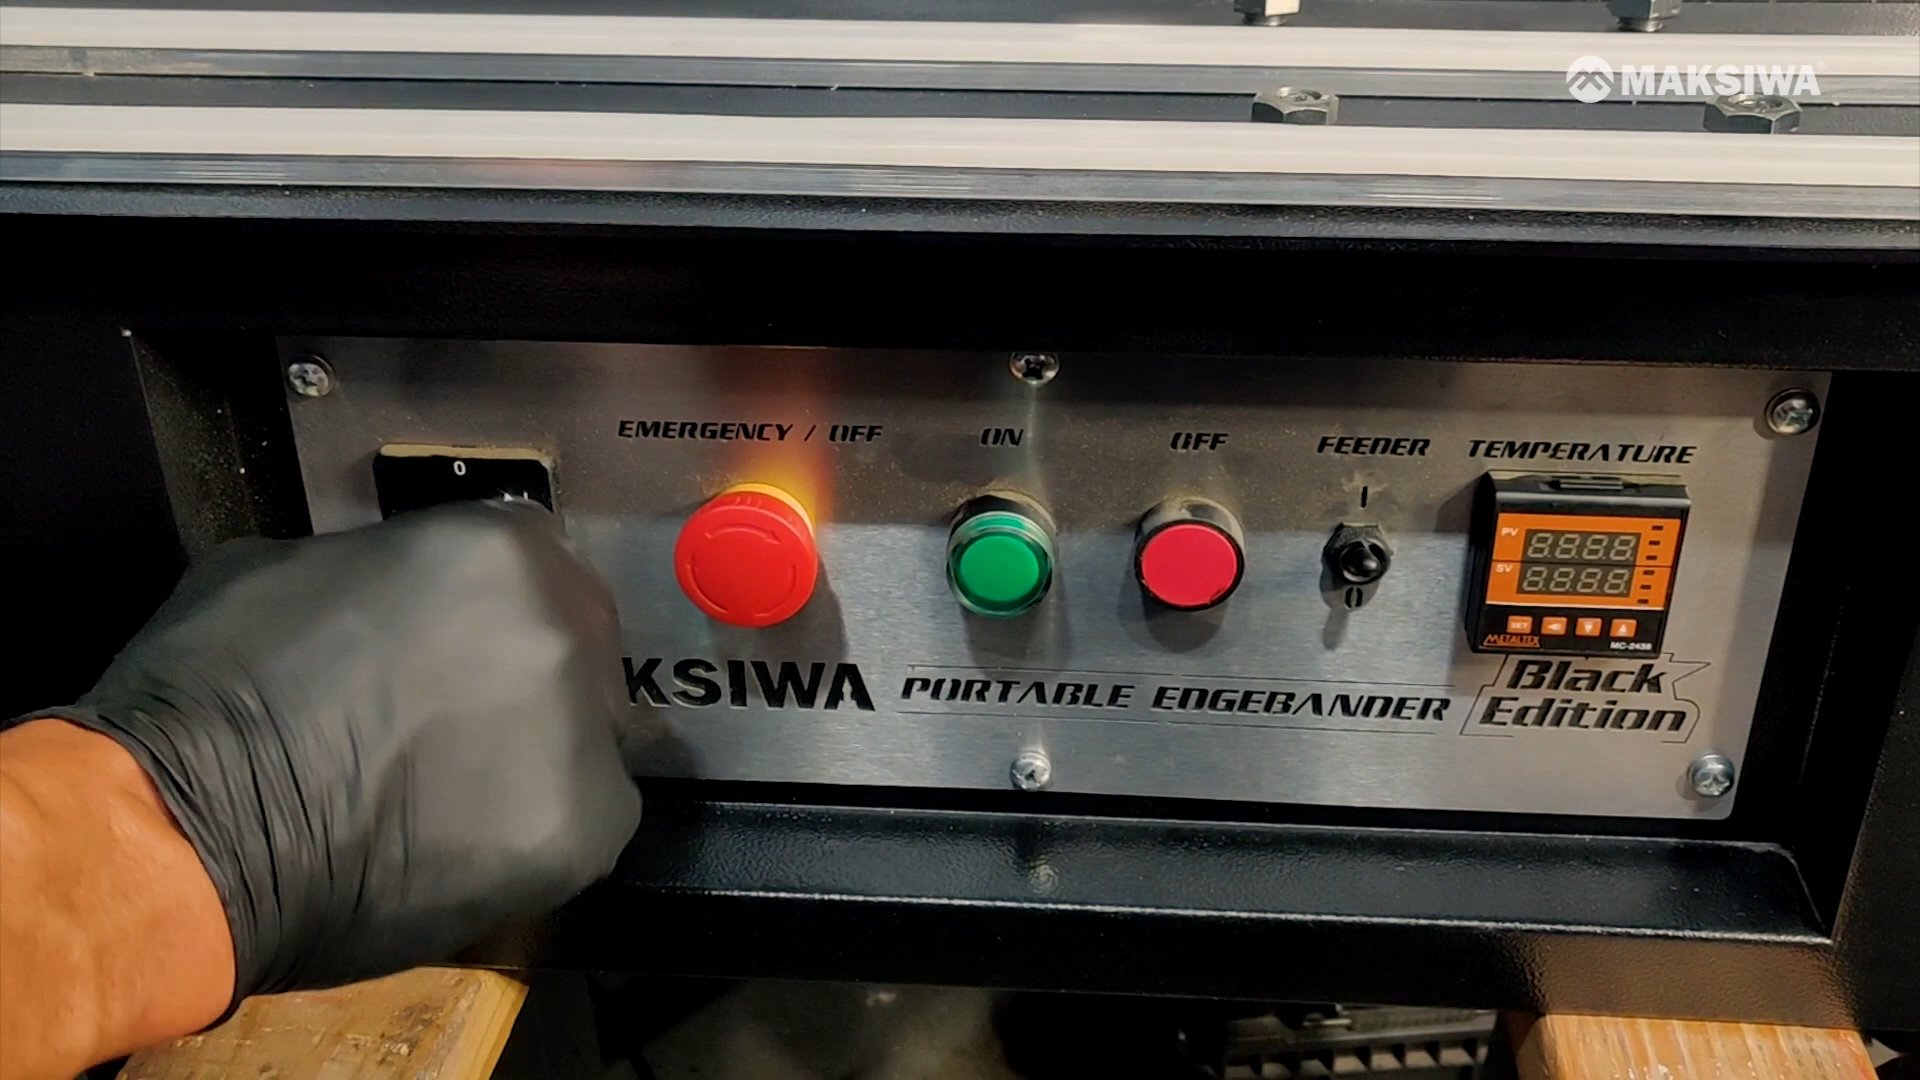 MAKSIWA
0
EMERGENCY / OFF
ON
OFF
FEEDER
TEMPERATURE
I
0
PV
8.8.8.8.
SV
8.8.8.8.
SET
METALTEX
MC-2438
KSIWA
PORTABLE EDGEBANDER
Black
Edition